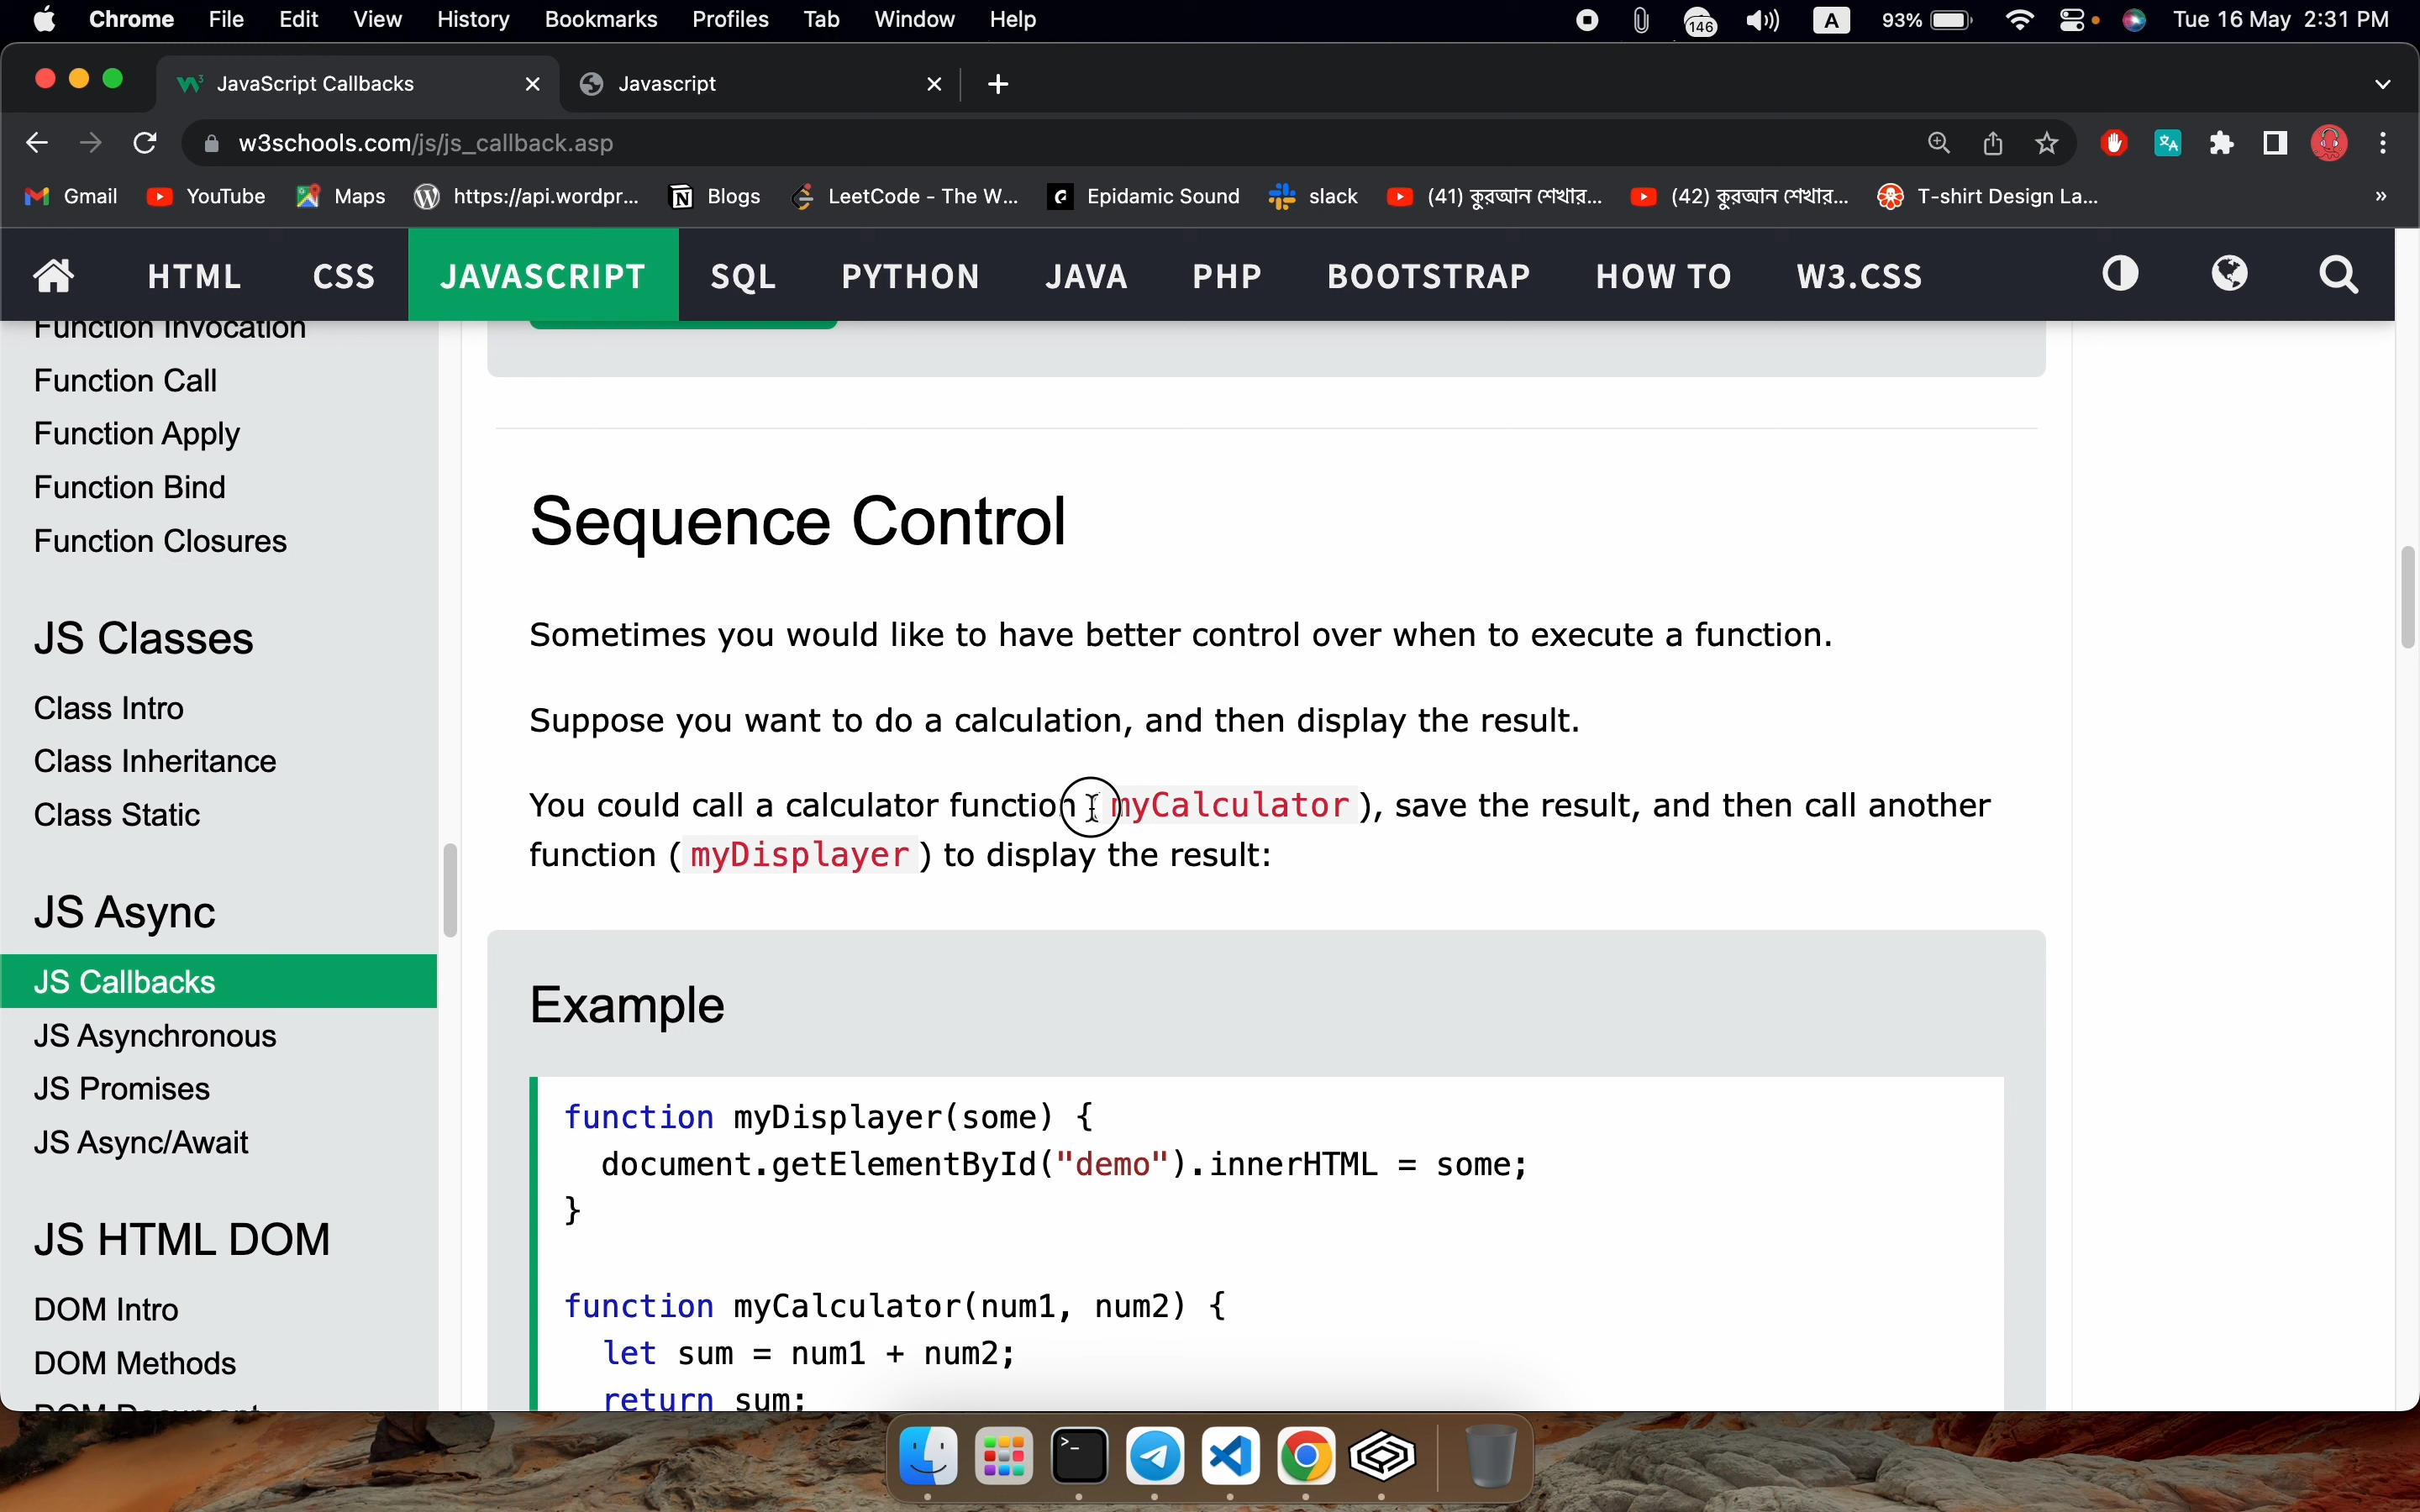 Chrome File Edit View History Bookmarks Profiles Tab Window Help 146 A 93% Tue 16 May 2:31 PM
JavaScript Callbacks Javascript
w3schools.com/js/js_callback.asp
Gmail YouTube Maps https://api.wordpr... Blogs LeetCode - The W... Epidamic Sound slack (41) কুরআন শেখার... (42) কুরআন শেখার... T-shirt Design La... »
HTML CSS JAVASCRIPT SQL PYTHON JAVA PHP BOOTSTRAP HOW TO W3.CSS
Function Invocation
Function Call
Function Apply
Function Bind
Function Closures
JS Classes
Class Intro
Class Inheritance
Class Static
JS Async
JS Callbacks
JS Asynchronous
JS Promises
JS Async/Await
JS HTML DOM
DOM Intro
DOM Methods
DOM Document
Sequence Control
Sometimes you would like to have better control over when to execute a function.
Suppose you want to do a calculation, and then display the result.
You could call a calculator function myCalculator), save the result, and then call another
function (myDisplayer) to display the result:
Example
function myDisplayer(some) {
document.getElementById("demo").innerHTML = some;
}
function myCalculator(num1, num2) {
let sum = num1 + num2;
return sum;